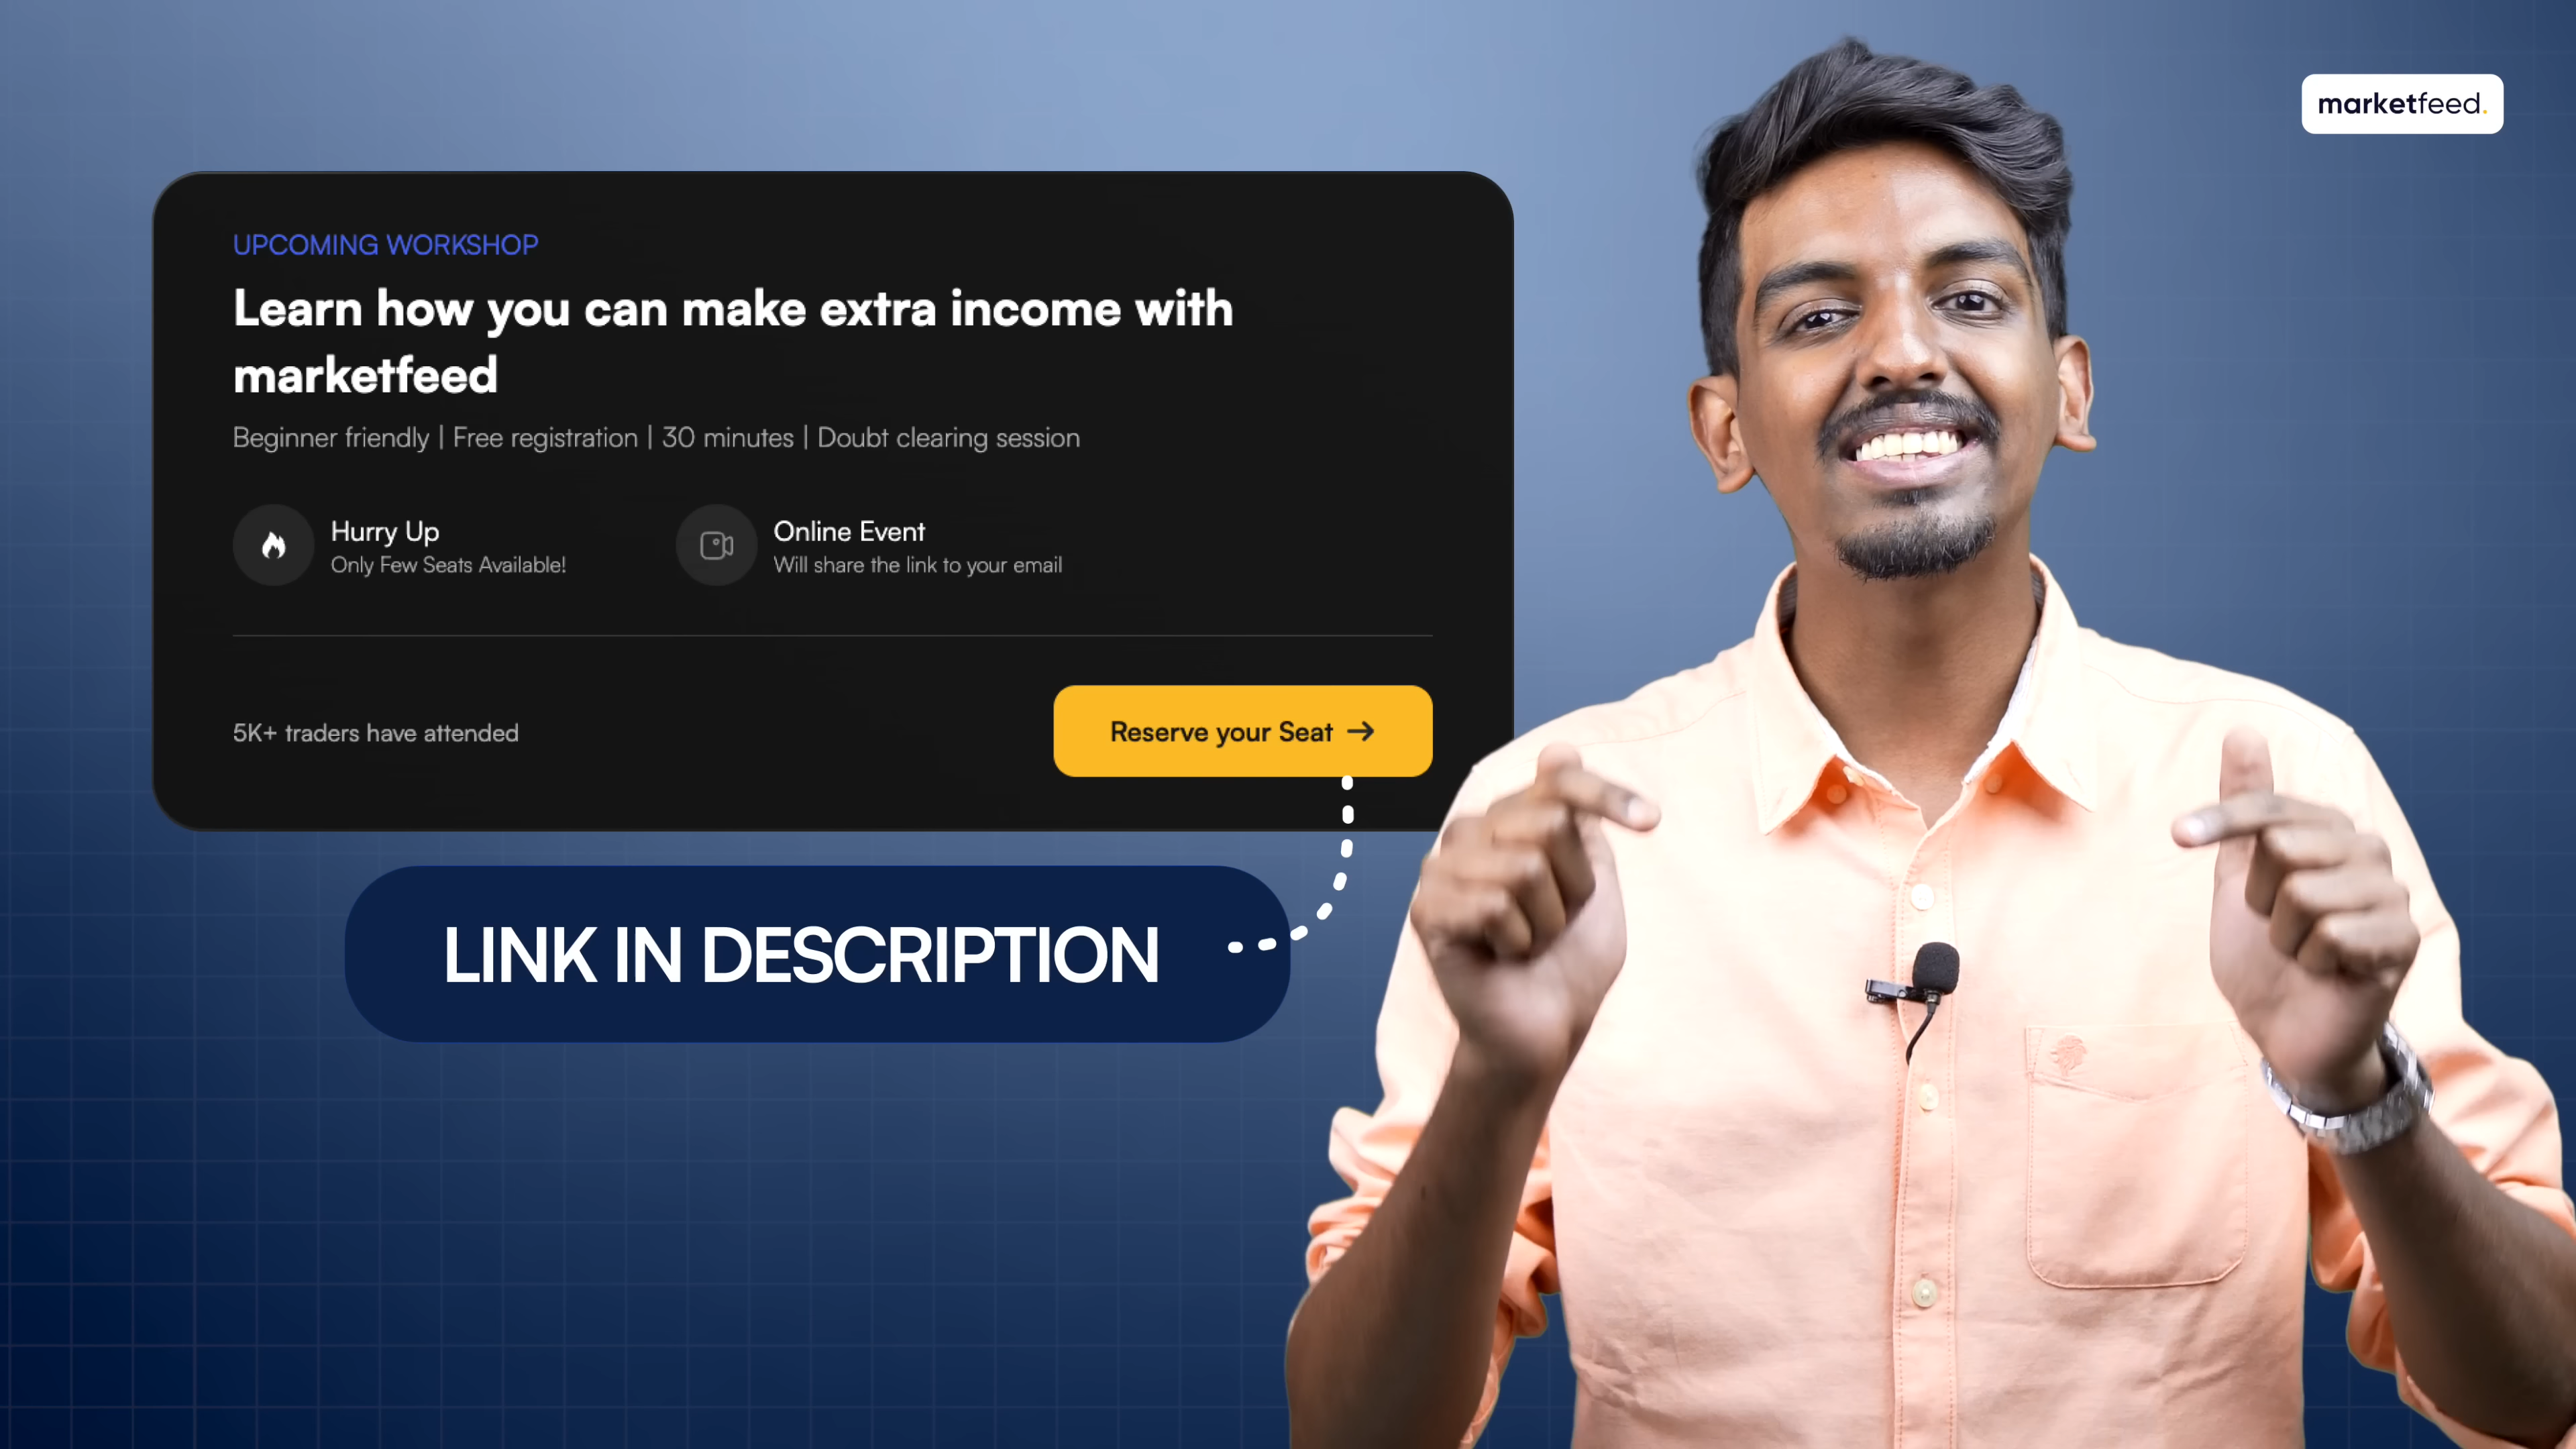 marketfeed.
UPCOMING WORKSHOP
Learn how you can make extra income with
marketfeed
Beginner friendly | Free registration | 30 minutes | Doubt clearing session
Hurry Up
Only Few Seats Available!
Online Event
Will share the link to your email
5K+ traders have attended
Reserve your Seat →
LINK IN DESCRIPTION